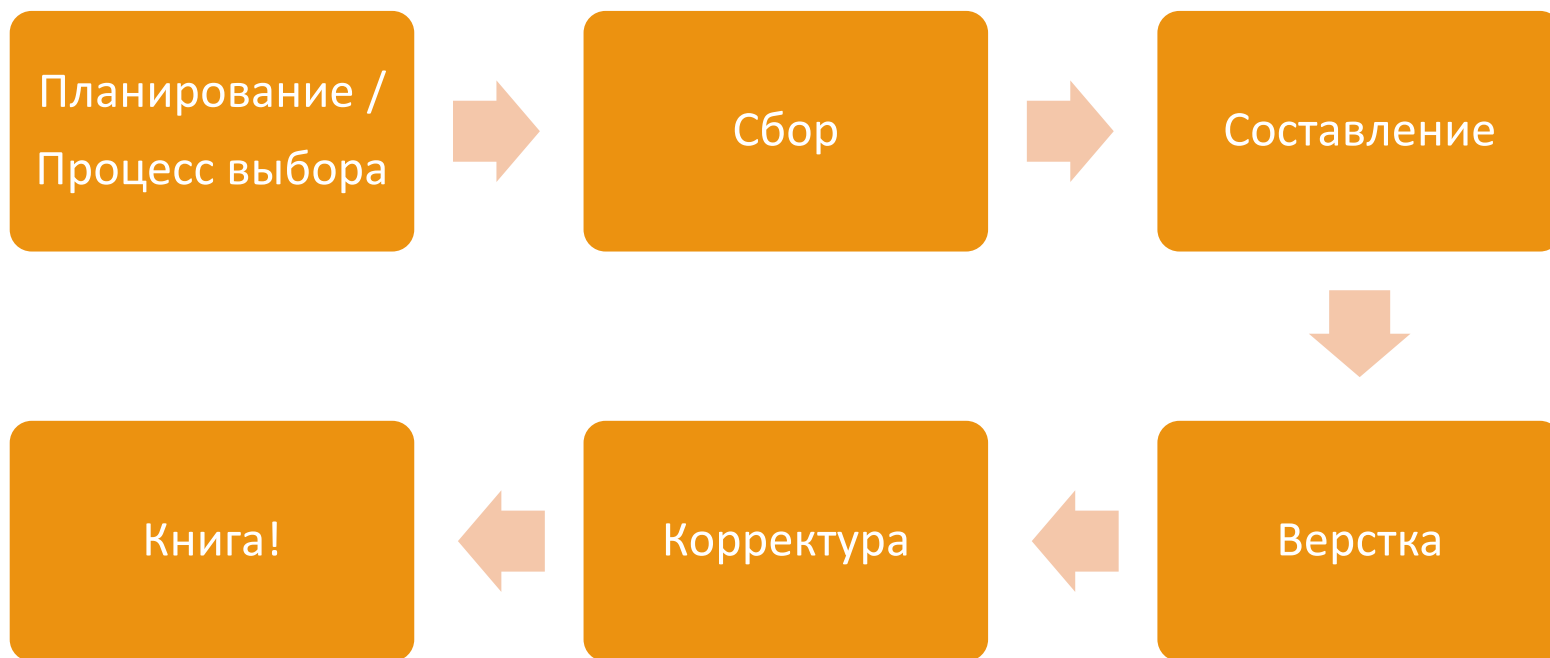 Планирование /
Процесс выбора
Сбор
Составление
Верстка
Корректура
Книга!